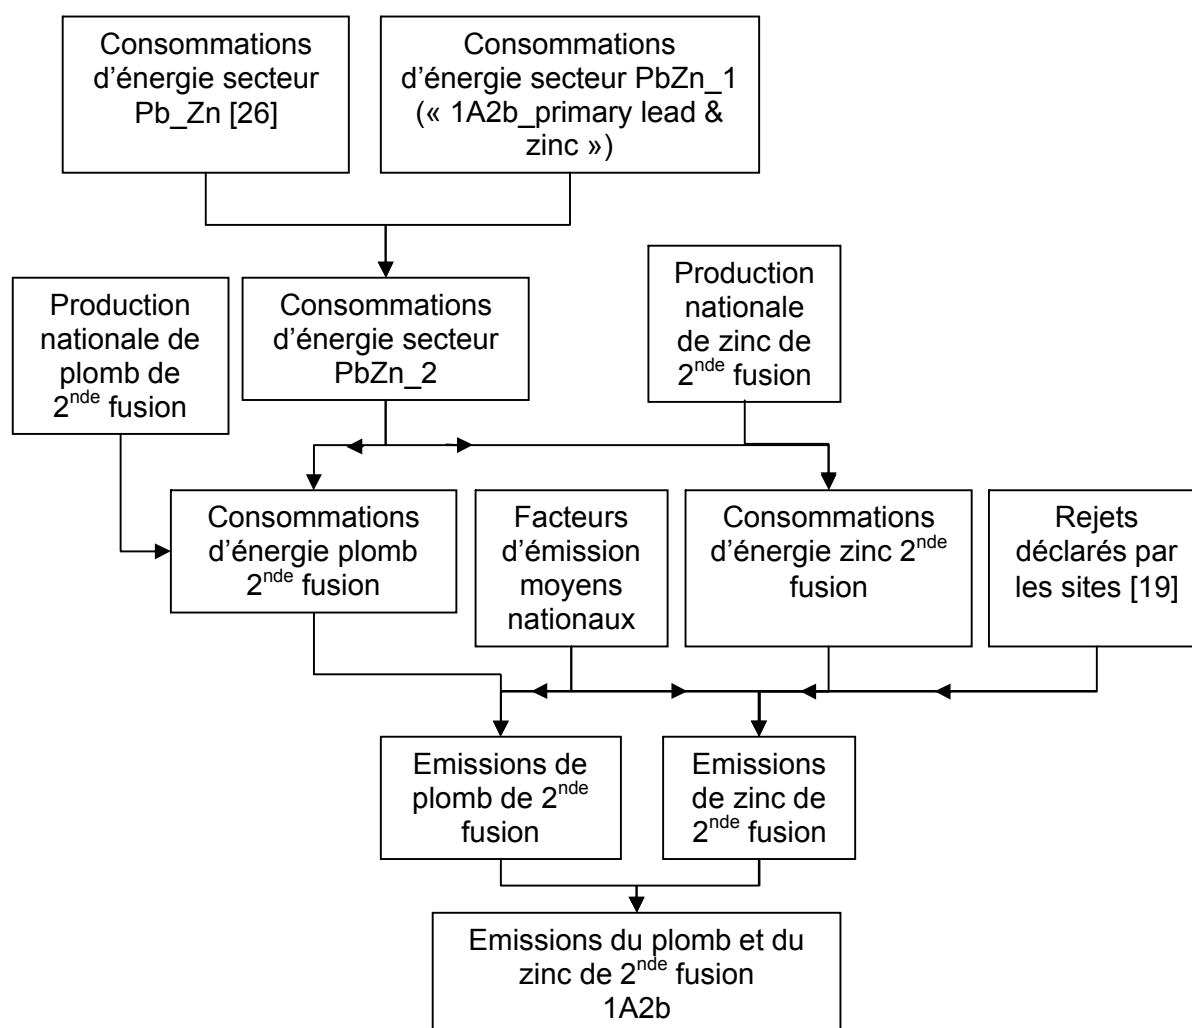 Consommations
d’énergie secteur
Pb_Zn [26]
Consommations
d’énergie secteur PbZn_1
(« 1A2b_primary lead &
zinc »)
Production
nationale de
plomb de
2nde fusion
Consommations
d’énergie secteur
PbZn_2
Production
nationale
de zinc de
2nde fusion
Consommations
d’énergie plomb
2nde fusion
Facteurs
d’émission
moyens
nationaux
Consommations
d’énergie zinc 2nde
fusion
Rejets
déclarés par
les sites [19]
Emissions de
plomb de 2nde
fusion
Emissions
de zinc de
2nde fusion
Emissions du plomb et du
zinc de 2nde fusion
1A2b